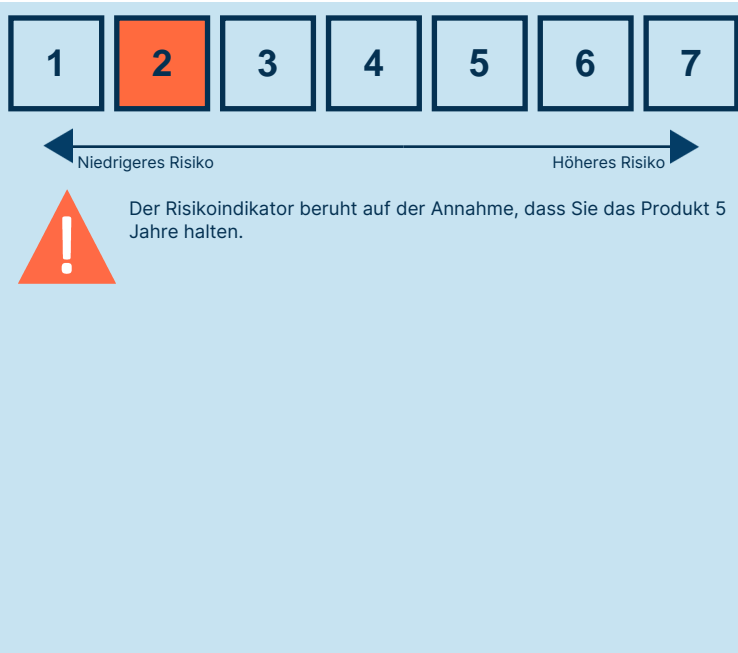 1 2 3 4 5 6 7
Niedrigeres Risiko Höheres Risiko
Der Risikoindikator beruht auf der Annahme, dass Sie das Produkt 5
Jahre halten.